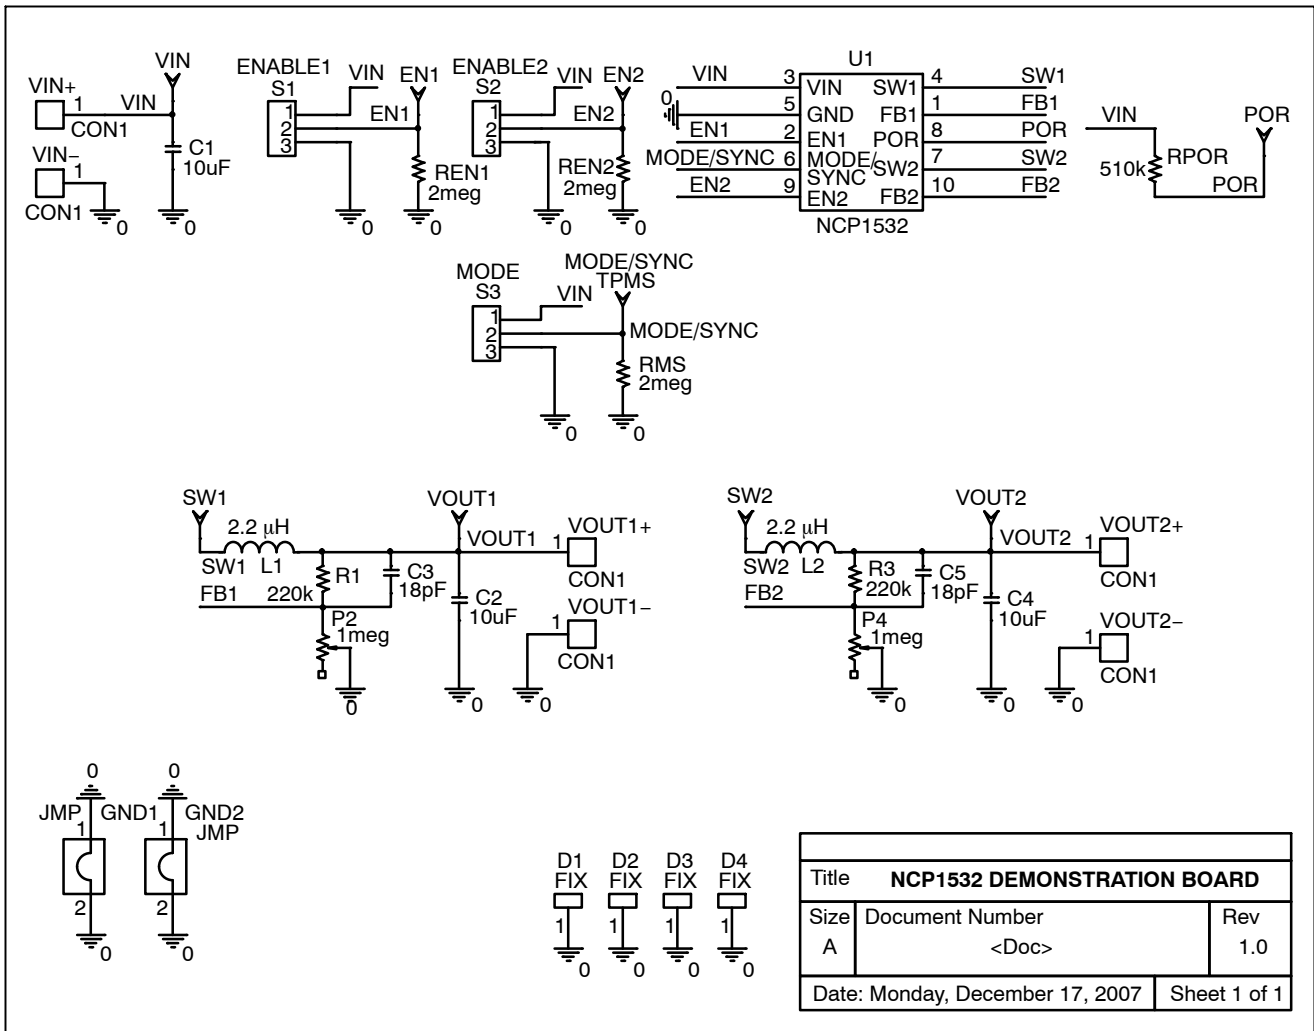 VIN+
1
VIN
CON1
VIN
C1
10uF
0
VIN−
1
CON1
0
ENABLE1
S1
1
2
3
VIN
EN1
EN1
REN1
2meg
0
0
ENABLE2
S2
1
2
3
VIN
EN2
EN2
REN2
2meg
0
0
U1
VIN 3 VIN SW1 4 SW1
0 5 GND FB1 1 FB1
EN1 2 EN1 POR 8 POR
MODE/SYNC 6 MODE/ SW2 7 SW2
SYNC
EN2 9 EN2 FB2 10 FB2
NCP1532
VIN
RPOR
510k
POR
POR
MODE
S3
1
2
3
VIN
MODE/SYNC
TPMS
MODE/SYNC
RMS
2meg
0
0
SW1
2.2 µH
SW1 L1
FB1
220k
R1
P2
1meg
0
C3
18pF
VOUT1
VOUT1
C2
10uF
0
VOUT1+
1
CON1
VOUT1−
1
CON1
0
SW2
2.2 µH
SW2 L2
FB2
R3
220k
P4
1meg
0
C5
18pF
VOUT2
VOUT2
C4
10uF
0
VOUT2+
1
CON1
VOUT2−
1
CON1
0
0
JMP GND1
1
2
0
0
GND2
JMP
1
2
0
D1
FIX
1
0
D2
FIX
1
0
D3
FIX
1
0
D4
FIX
1
0
Title NCP1532 DEMONSTRATION BOARD
Size Document Number Rev
A <Doc> 1.0
Date: Monday, December 17, 2007 Sheet 1 of 1